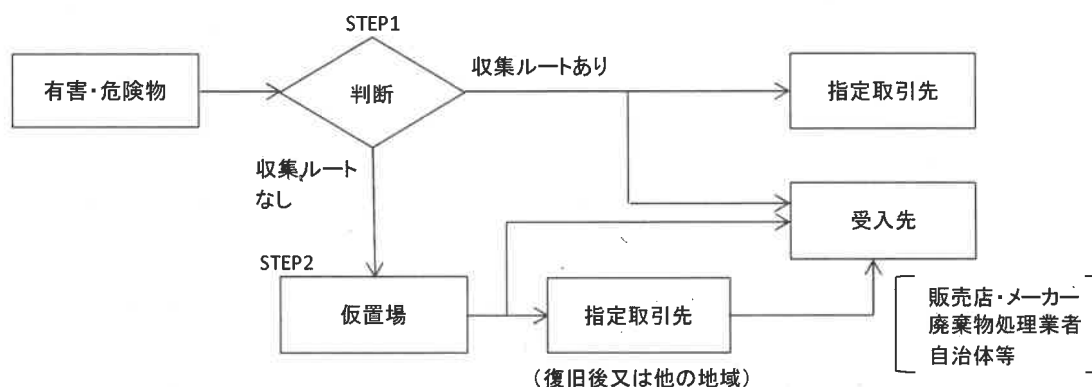 STEP1
有害・危険物
判断
収集ルートあり
指定取引先
収集ルート
なし
受入先
STEP2
仮置場
指定取引先
(復旧後又は他の地域)
販売店・メーカー
廃棄物処理業者
自治体等